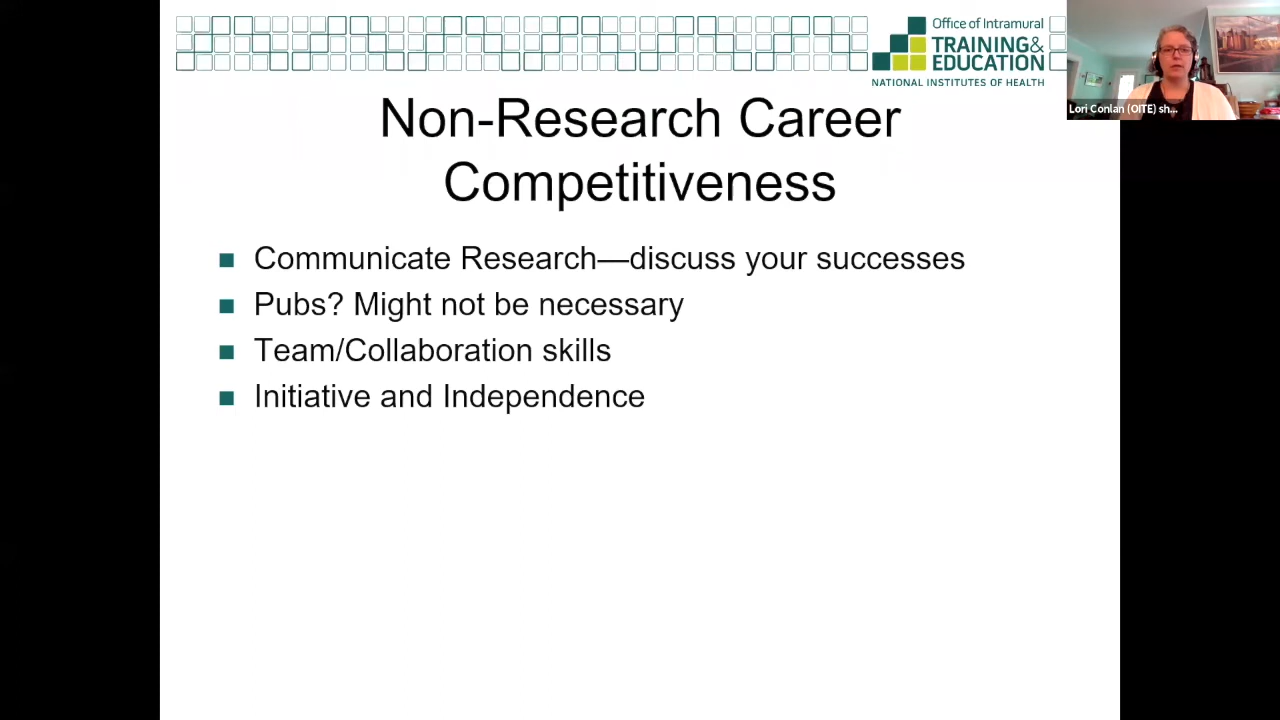 Office of Intramural
TRAINING&
EDUCATION
NATIONAL INSTITUTES OF HEALTH
Lori Conlan (OITE) sh...
Non-Research Career
Competitiveness
Communicate Research—discuss your successes
Pubs? Might not be necessary
Team/Collaboration skills
Initiative and Independence